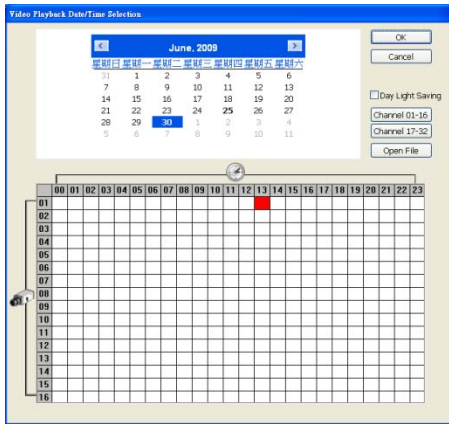 Video Playback Date/Time Selection
June, 2009
星期日 星期一 星期二 星期三 星期四 星期五 星期六
31 1 2 3 4 5 6
7 8 9 10 11 12 13
14 15 16 17 18 19 20
21 22 23 24 25 26 27
28 29 30 1 2 3 4
5 6 7 8 9 10 11
OK
Cancel
Day Light Saving
Channel 01-16
Channel 17-32
Open File
00 01 02 03 04 05 06 07 08 09 10 11 12 13 14 15 16 17 18 19 20 21 22 23
01
02
03
04
05
06
07
08
09
10
11
12
13
14
15
16